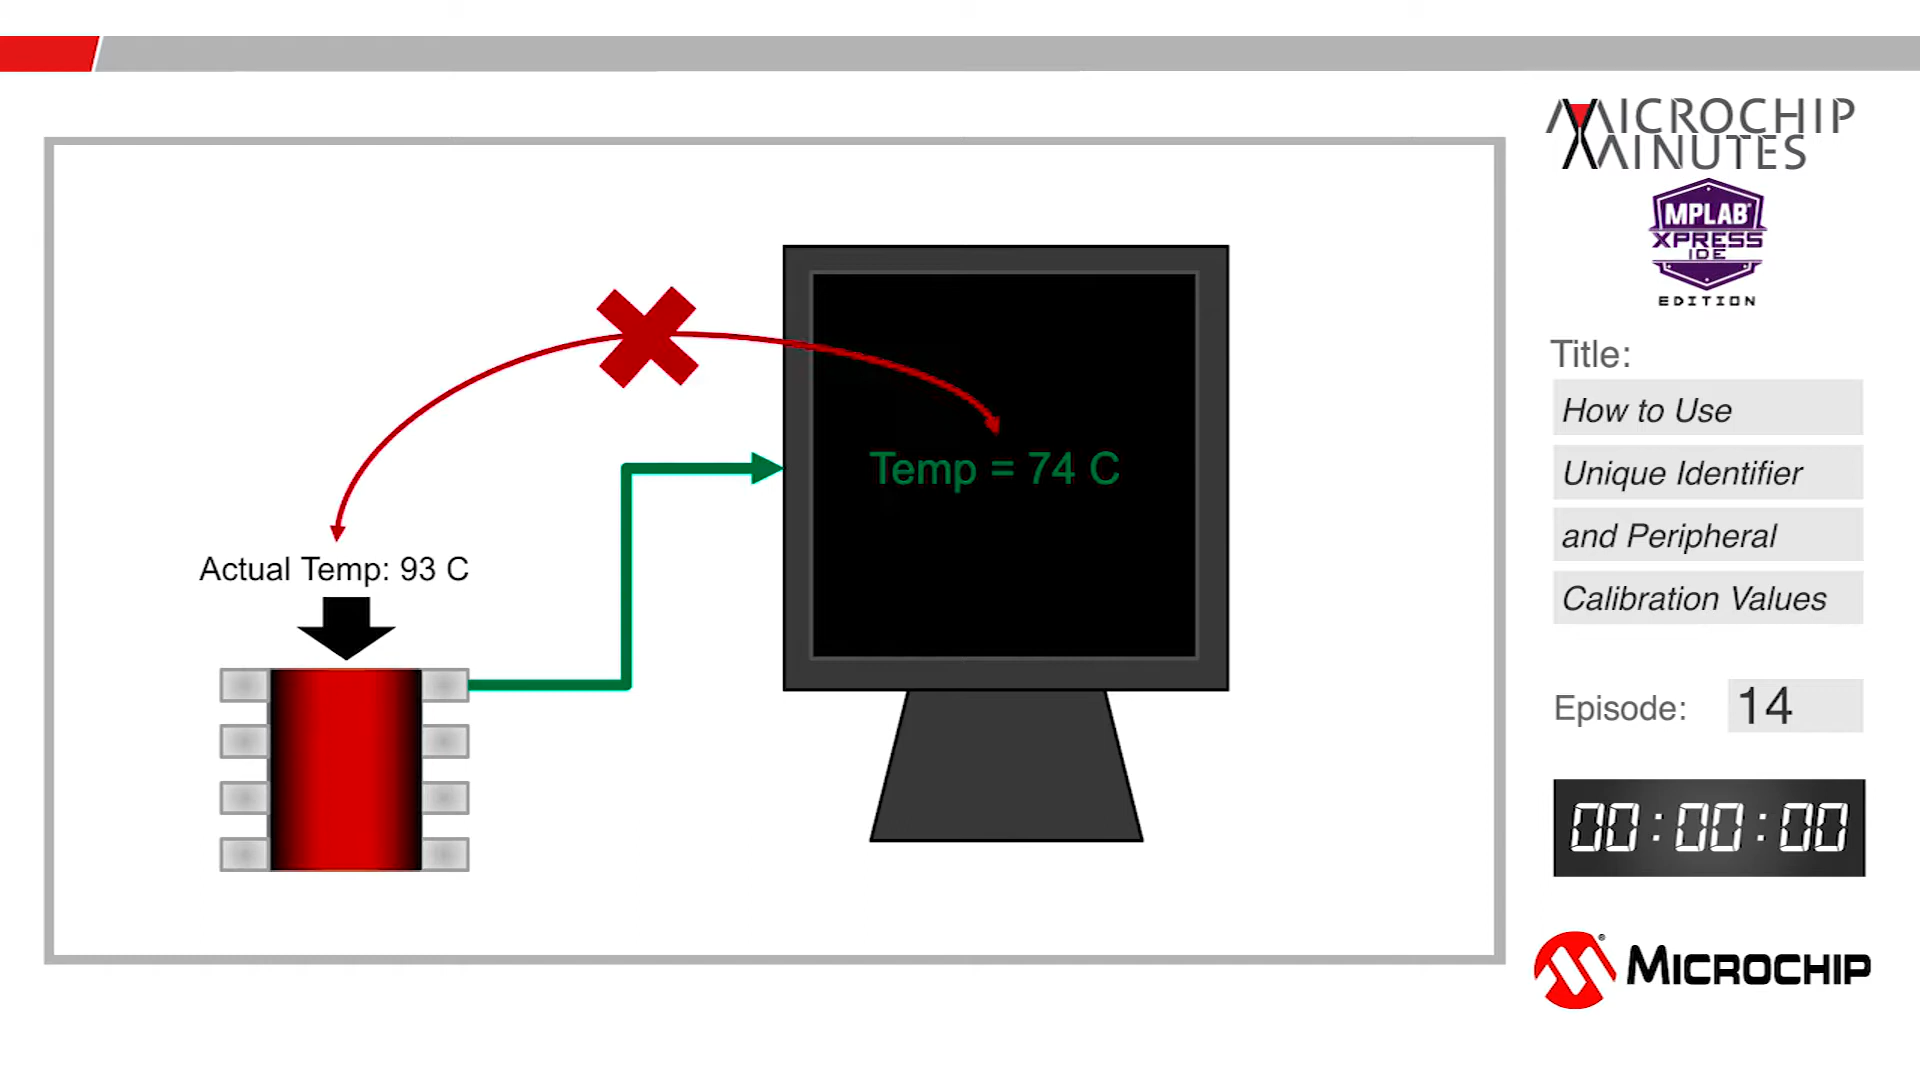 MICROCHIP
MINUTES
MPLAB®
XPRESS
IDE
EDITION
Title:
How to Use
Unique Identifier
and Peripheral
Calibration Values
Episode: 14
00:00:00
MICROCHIP
Temp = 74 C
Actual Temp: 93 C